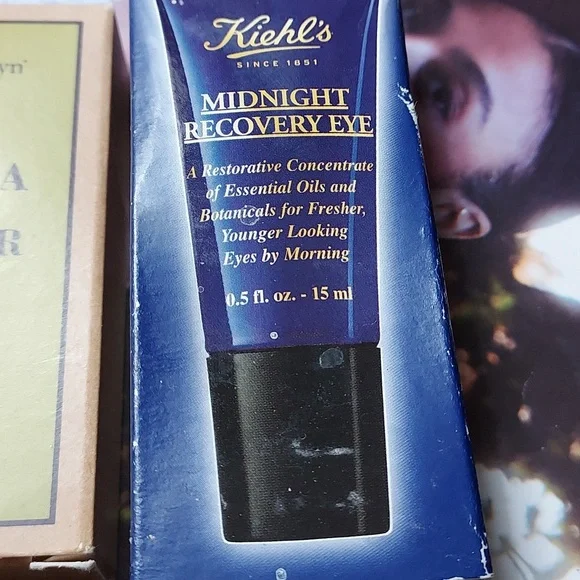 Kiehl's
SINCE 1851
MIDNIGHT
RECOVERY EYE
A Restorative Concentrate
of Essential Oils and
Botanicals for Fresher,
Younger Looking
Eyes by Morning
0.5 fl. oz. - 15 ml
yn
A
R